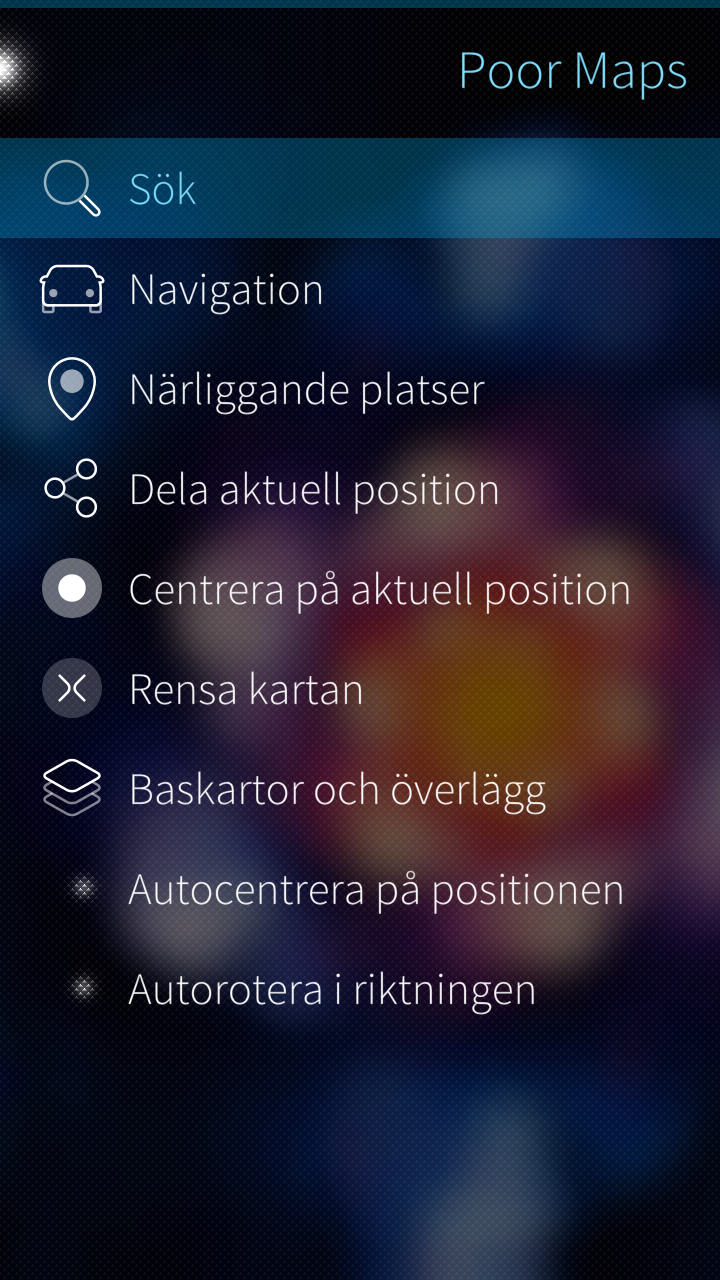 Poor Maps
Sök
Navigation
Närliggande platser
Dela aktuell position
Centrera på aktuell position
Rensa kartan
Baskartor och överlägg
Autocentrera på positionen
Autorotera i riktningen